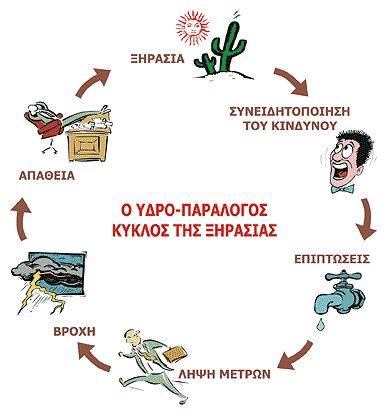 ΞΗΡΑΣΙΑ
ΣΥΝΕΙΔΗΤΟΠΟΙΗΣΗ
ΤΟΥ ΚΙΝΔΥΝΟΥ
ΕΠΙΠΤΩΣΕΙΣ
ΛΗΨΗ ΜΕΤΡΩΝ
ΒΡΟΧΗ
ΑΠΑΘΕΙΑ
Ο ΥΔΡΟ-ΠΑΡΑΛΟΓΟΣ
ΚΥΚΛΟΣ ΤΗΣ ΞΗΡΑΣΙΑΣ